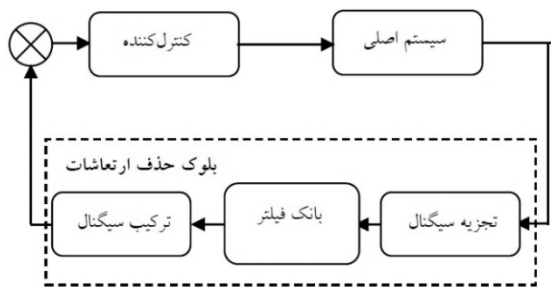 کنترل‌کننده
سیستم اصلی
بلوک حذف ارتعاشات
تجزیه سیگنال
بانک فیلتر
ترکیب سیگنال